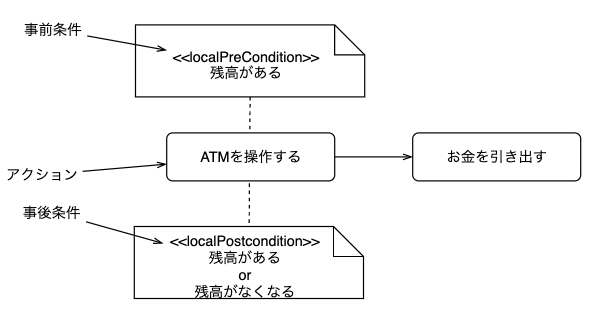 事前条件
<<localPreCondition>>
残高がある
ATMを操作する
お金を引き出す
アクション
事後条件
<<localPostcondition>>
残高がある
or
残高がなくなる